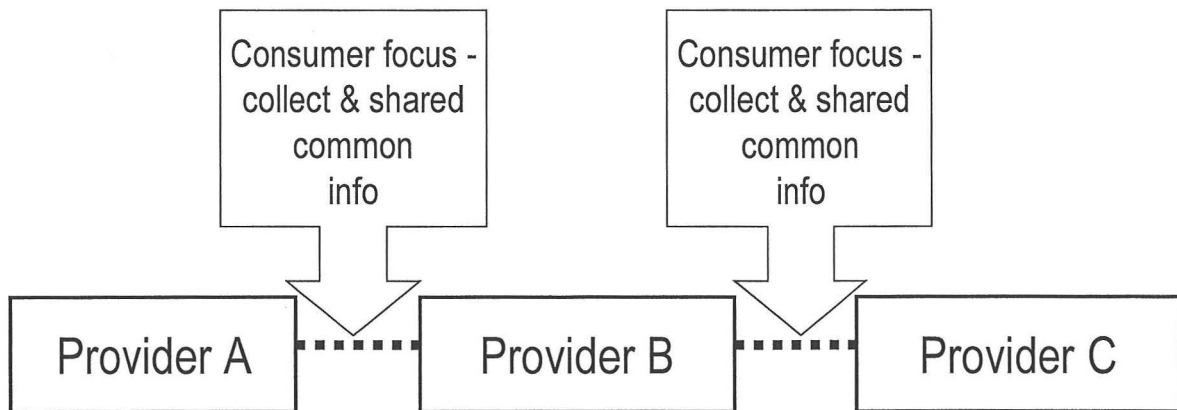 Consumer focus -
collect & shared
common
info
Consumer focus -
collect & shared
common
info
Provider A
Provider B
Provider C